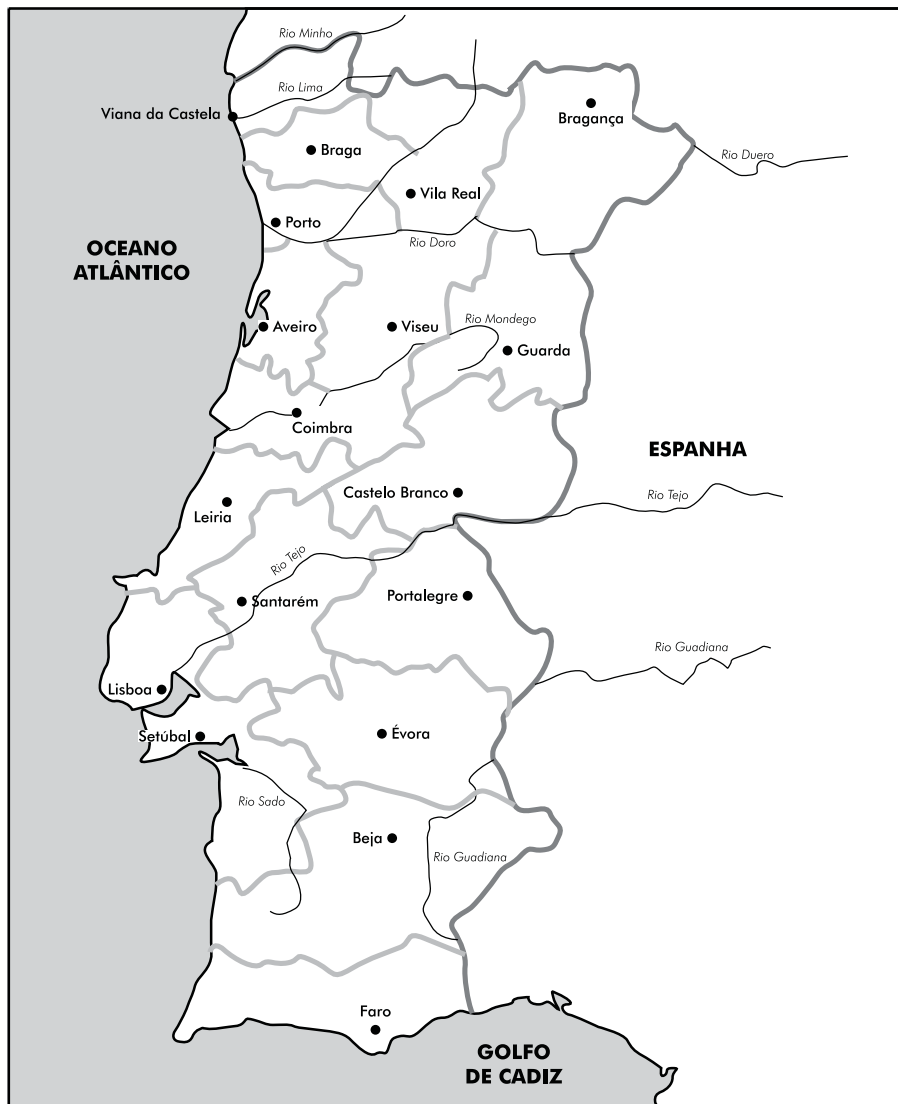 Rio Minho
Rio Lima
Viana da Castela
Bragança
Braga
Rio Duero
Vila Real
Porto
Rio Doro
OCEANO
ATLÂNTICO
Rio Mondego
Aveiro
Viseu
Guarda
Coimbra
ESPANHA
Castelo Branco
Rio Tejo
Leiria
Rio Tejo
Santarém
Portalegre
Rio Guadiana
Lisboa
Setúbal
Évora
Rio Sado
Beja
Rio Guadiana
Faro
GOLFO
DE CADIZ